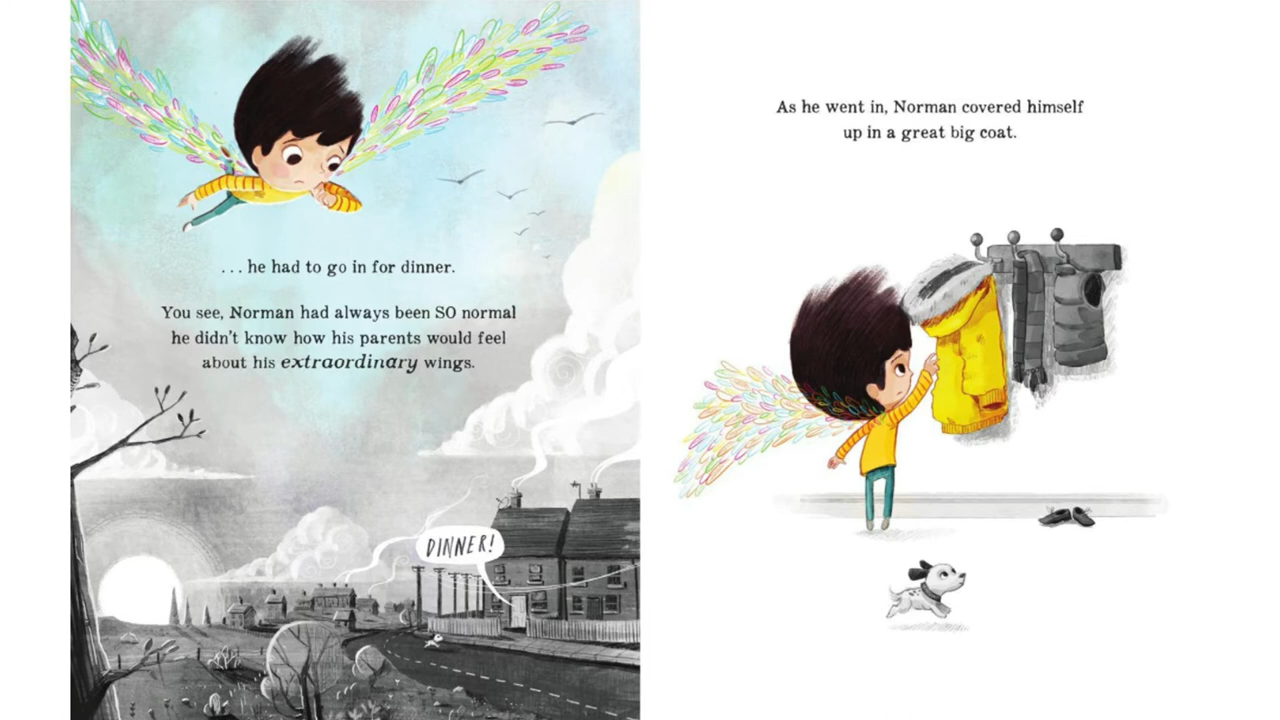 ... he had to go in for dinner.
You see, Norman had always been SO normal
he didn't know how his parents would feel
about his extraordinary wings.
DINNER!
As he went in, Norman covered himself
up in a great big coat.